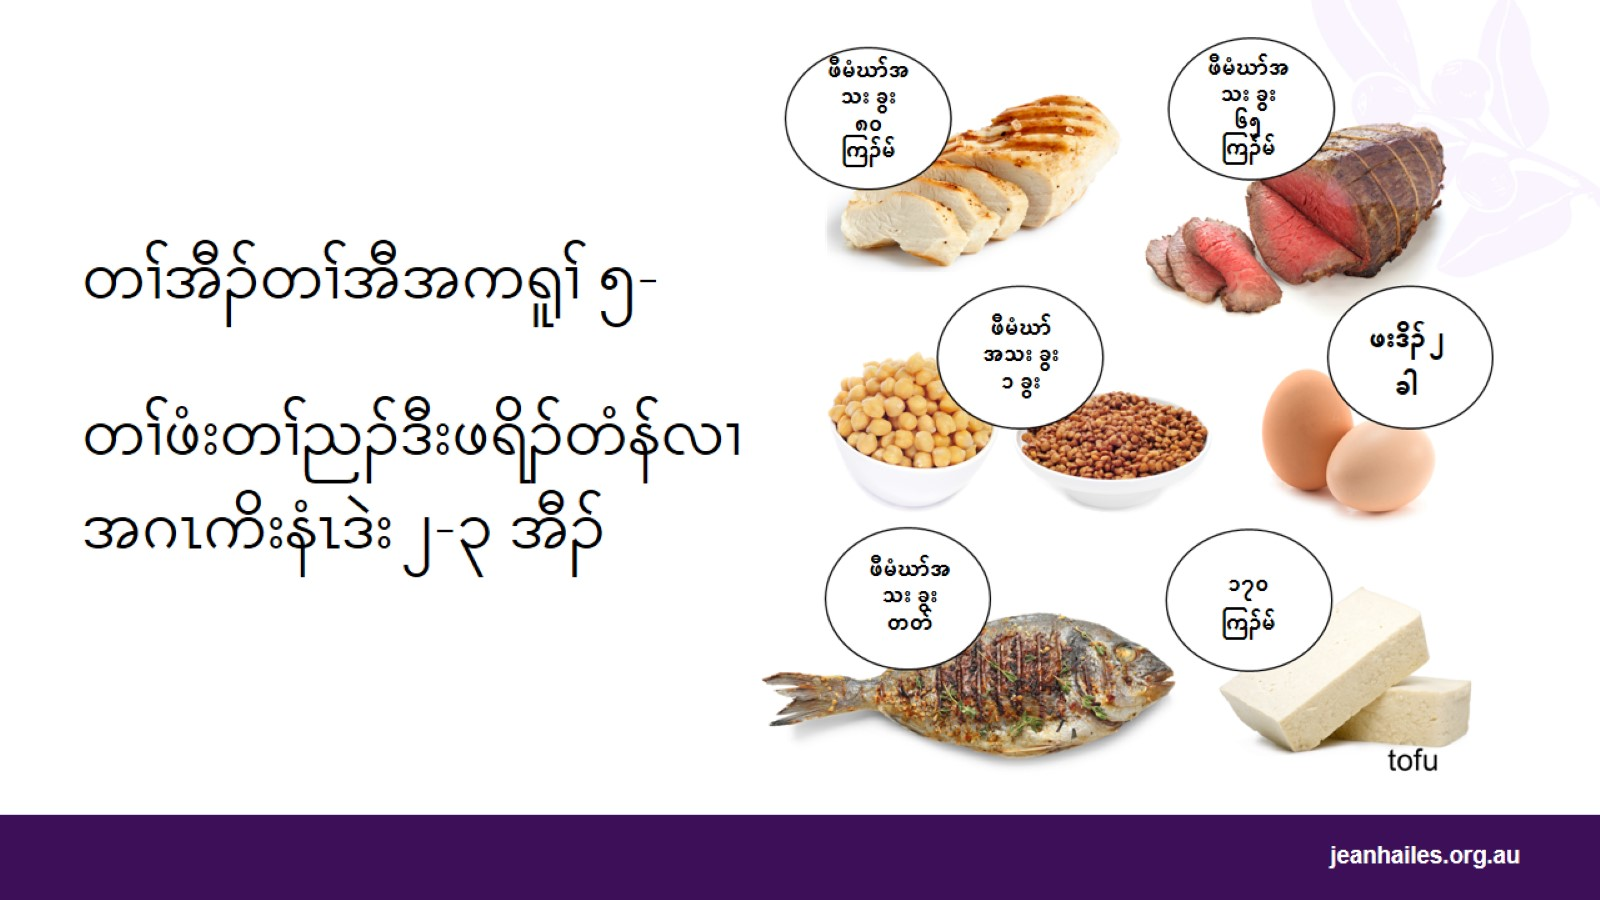 တၢ်အီၣ်တၢ်အီအကရူၢ် ၅-
တၢ်ဖံးတၢ်ညၣ်ဒီးဖရိၣ်တံန်လၢ
အဂၤကိးနံၤဒဲး ၂-၃ အီၣ်
ဖီမံဃာ်အ
သး ခွး
၈၀
ကြၣ်မ်
ဖီမံဃာ်အ
သး ခွး
၆၅
ကြၣ်မ်
ဖီမံဃာ်
အသး ခွး
၁ ခွး
ဖးဒိၣ် ၂
ခါ
ဖီမံဃာ်အ
သး ခွး
တတ်
၁၇၀
ကြၣ်မ်
tofu
jeanhailes.org.au